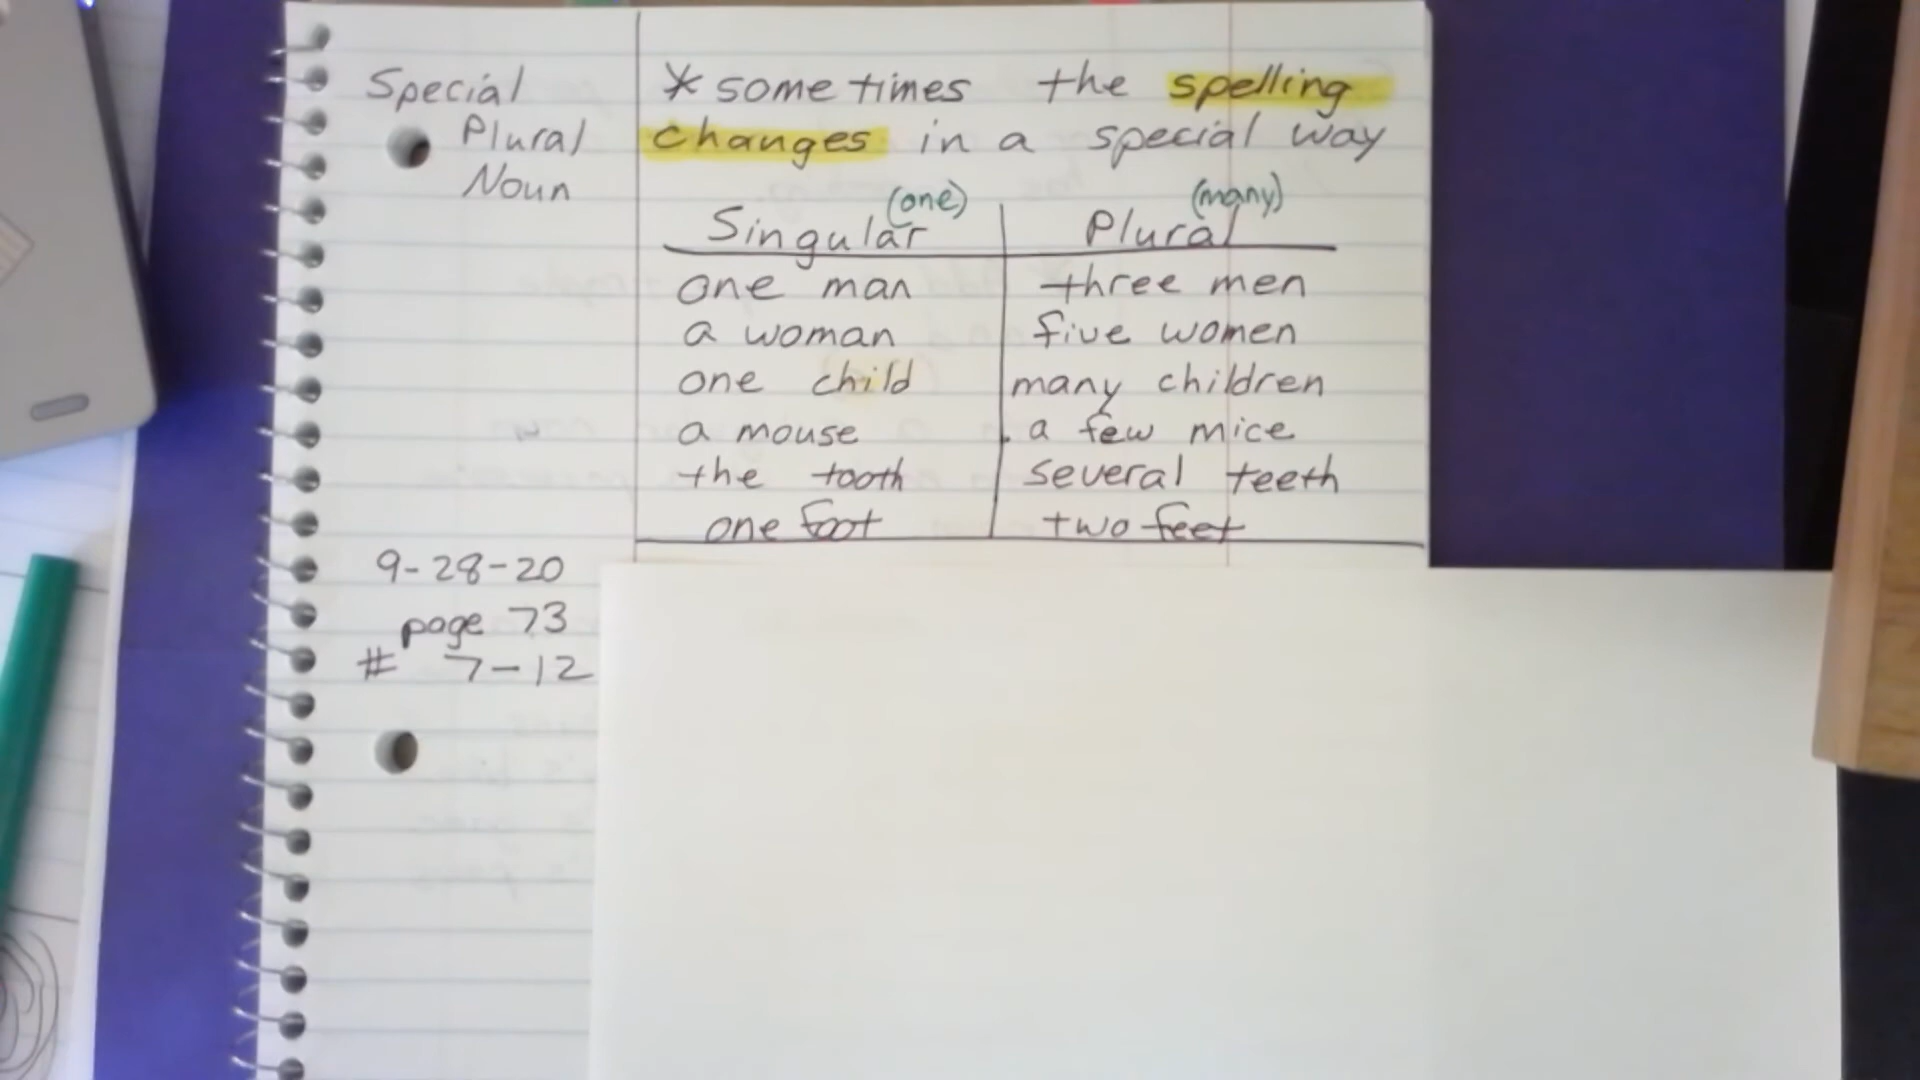 Special
Plural
Noun
* some times the spelling
changes in a special way
(one) (many)
Singular Plural
one man three men
a woman five women
one child many children
a mouse a few mice
the tooth several teeth
one foot two feet
9-28-20
page 73
# 7-12